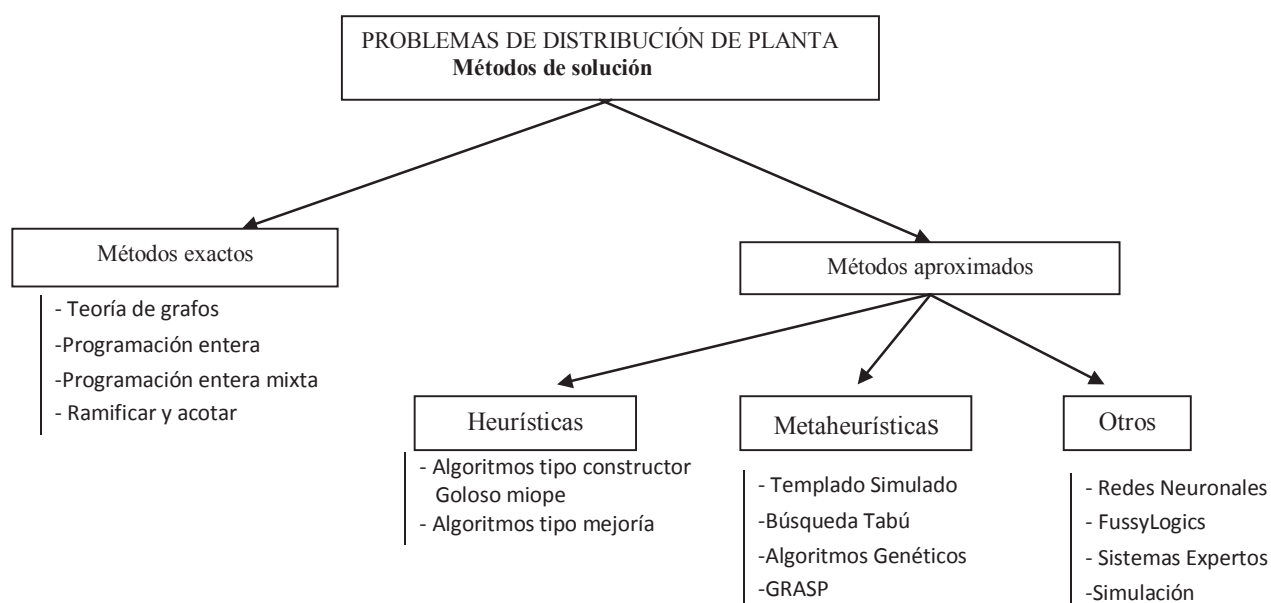 PROBLEMAS DE DISTRIBUCIÓN DE PLANTA
Métodos de solución
Métodos exactos
- Teoría de grafos
-Programación entera
-Programación entera mixta
- Ramificar y acotar
Métodos aproximados
Heurísticas
- Algoritmos tipo constructor
Goloso miope
- Algoritmos tipo mejoría
Metaheurísticas
- Templado Simulado
-Búsqueda Tabú
-Algoritmos Genéticos
-GRASP
Otros
- Redes Neuronales
- FussyLogics
- Sistemas Expertos
-Simulación